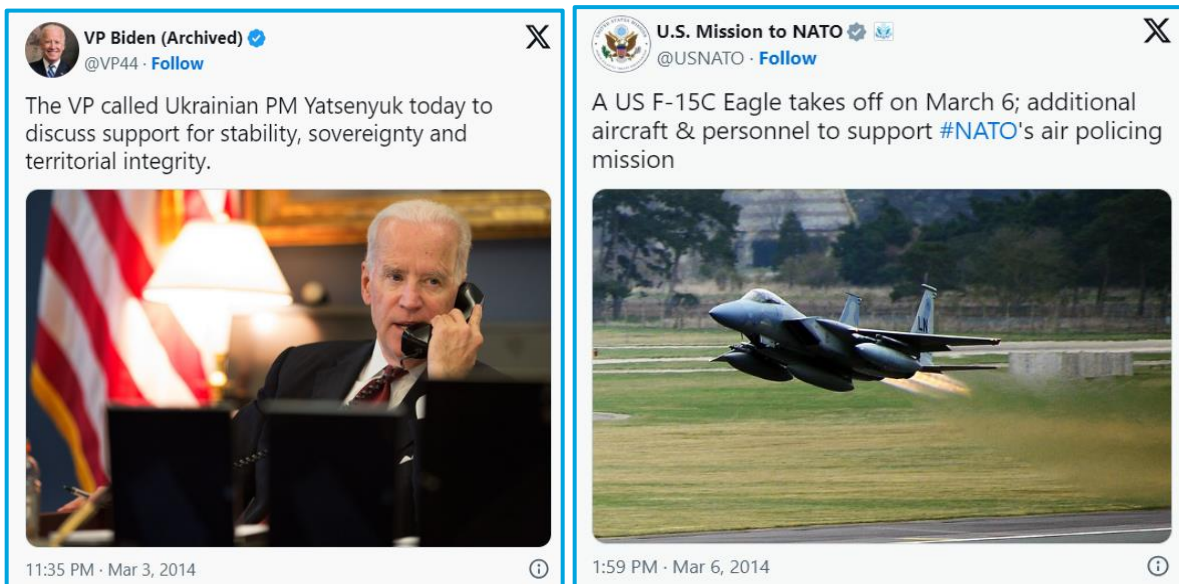 VP Biden (Archived)
@VP44 · Follow
The VP called Ukrainian PM Yatsenyuk today to
discuss support for stability, sovereignty and
territorial integrity.
11:35 PM · Mar 3, 2014
U.S. Mission to NATO
@USNATO · Follow
A US F-15C Eagle takes off on March 6; additional
aircraft & personnel to support #NATO's air policing
mission
LN
1:59 PM · Mar 6, 2014